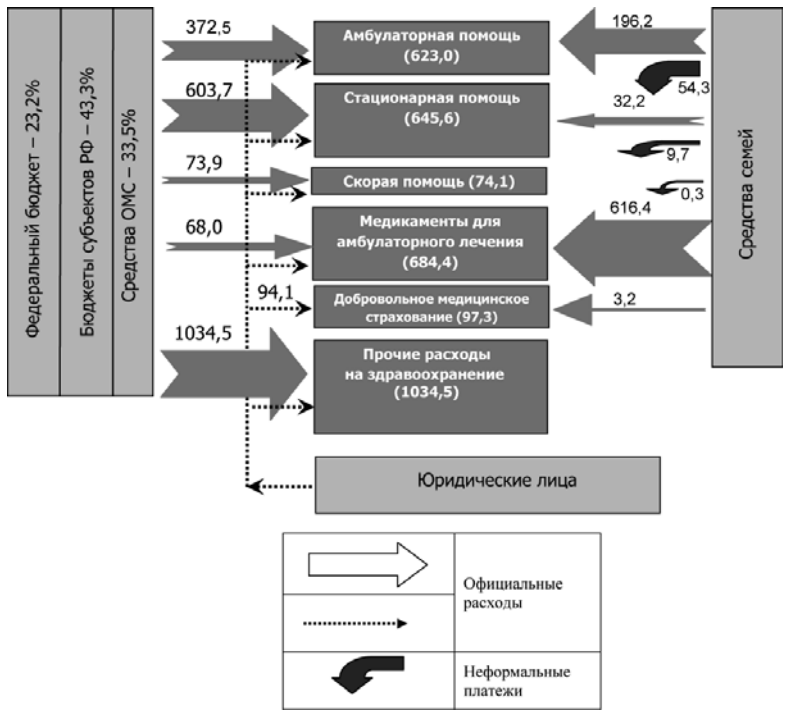 Федеральный бюджет – 23,2%
Бюджеты субъектов РФ – 43,3%
Средства ОМС – 33,5%
372,5
603,7
73,9
68,0
94,1
1034,5
Амбулаторная помощь
(623,0)
Стационарная помощь
(645,6)
Скорая помощь (74,1)
Медикаменты для
амбулаторного лечения
(684,4)
Добровольное медицинское
страхование (97,3)
Прочие расходы
на здравоохранение
(1034,5)
196,2
54,3
32,2
9,7
0,3
616,4
3,2
Средства семей
Юридические лица
Официальные
расходы
Неформальные
платежи